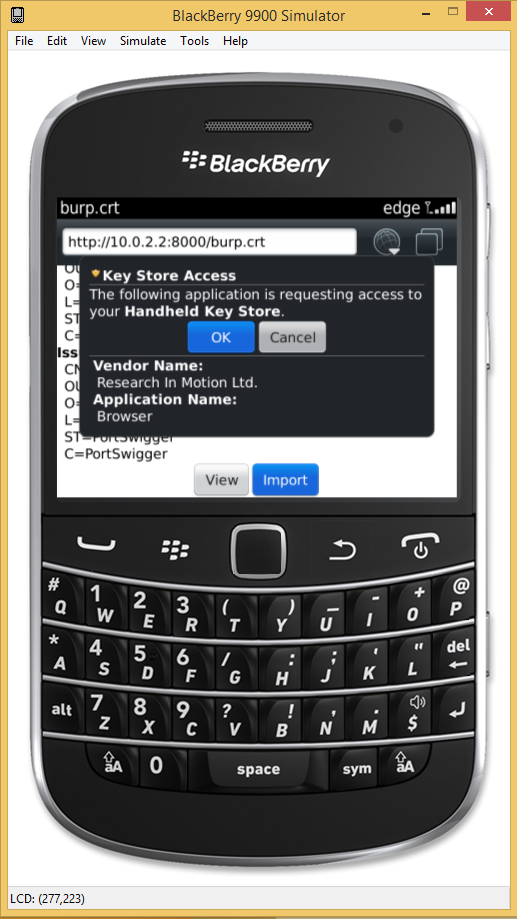 BlackBerry 9900 Simulator
File Edit View Simulate Tools Help
BlackBerry
burp.crt edge
http://10.0.2.2:8000/burp.crt
Key Store Access
The following application is requesting access to
your Handheld Key Store.
OK Cancel
Vendor Name:
Research In Motion Ltd.
Application Name:
Browser
OU
O=
L=
ST
C=
Iss
CN
OU
O=
L=
ST=PortSwigger
C=PortSwigger
View Import
# 1 2 3 ( ) _ - + @
Q W E R T Y U I O P
* 4 5 6 / : ; ' " del
A S D F G H J K L
alt 7 8 9 ? ! , . $
Z X C V B N M
aA 0 space sym aA
LCD: (277,223)